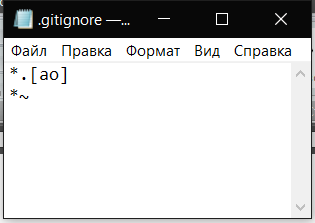 .gitignore —...
Файл Правка Формат Вид Справка
*.[ao]
*~